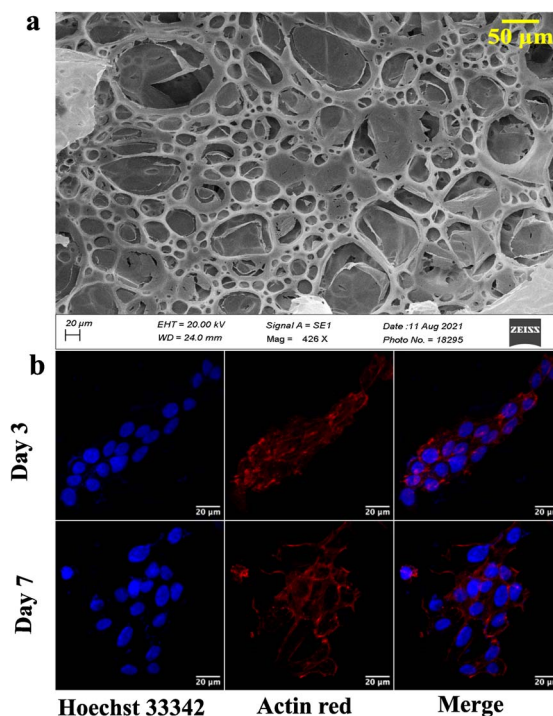 a
50 μm
20 μm
EHT = 20.00 kV
WD = 24.0 mm
Signal A = SE1
Mag = 426 X
Date :11 Aug 2021
Photo No. = 18295
ZEISS
b
Day 3
20 μm
20 μm
20 μm
Day 7
20 μm
20 μm
20 μm
Hoechst 33342 Actin red Merge